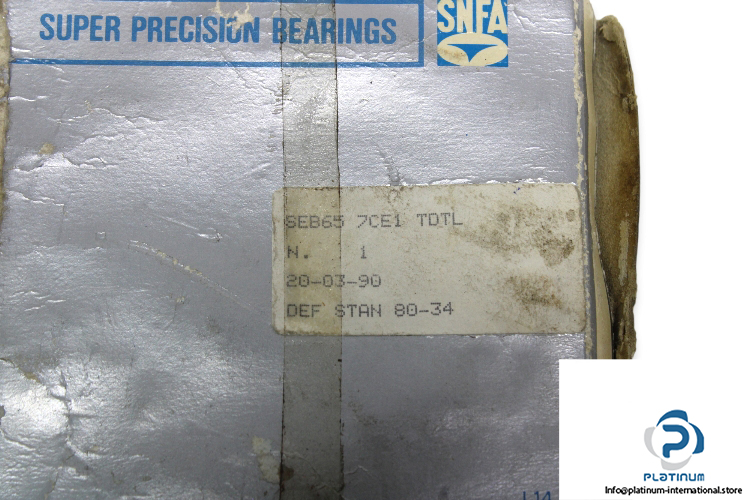 SUPER PRECISION BEARINGS
SNFA
SEB65 7CE1 TDTL
N. 1
20-03-90
DEF STAN 80-34
PLATINUM
Info@platinum-international.store